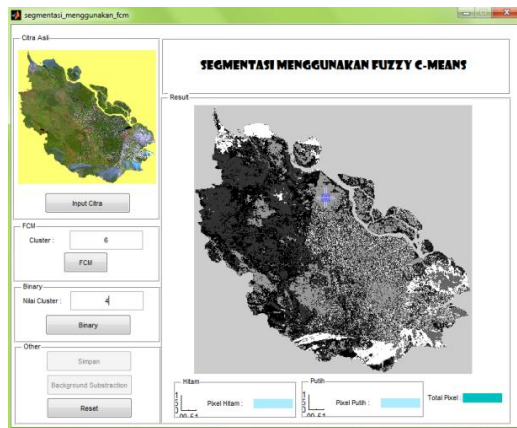 segmentasi_menggunakan_fcm
Citra Asli
Input Citra
FCM
Cluster : 6
FCM
Binary
Nilai Cluster : 4
Binary
Other
Simpan
Background Substraction
Reset
SEGMENTASI MENGGUNAKAN FUZZY C-MEANS
Result
Hitam
Pixel Hitam :
Putih
Pixel Putih :
Total Pixel :